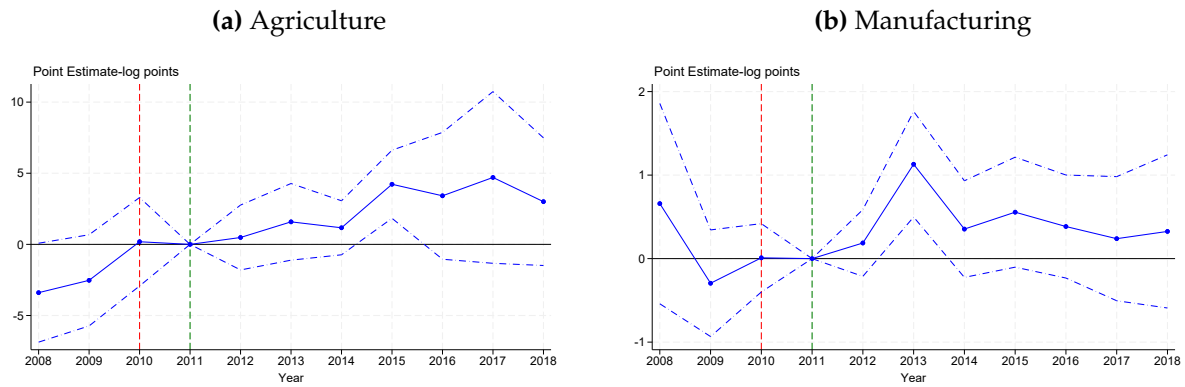 (a) Agriculture
Point Estimate-log points
10
5
0
-5
2008 2009 2010 2011 2012 2013 2014 2015 2016 2017 2018
Year
(b) Manufacturing
Point Estimate-log points
2
1
0
-1
2008 2009 2010 2011 2012 2013 2014 2015 2016 2017 2018
Year